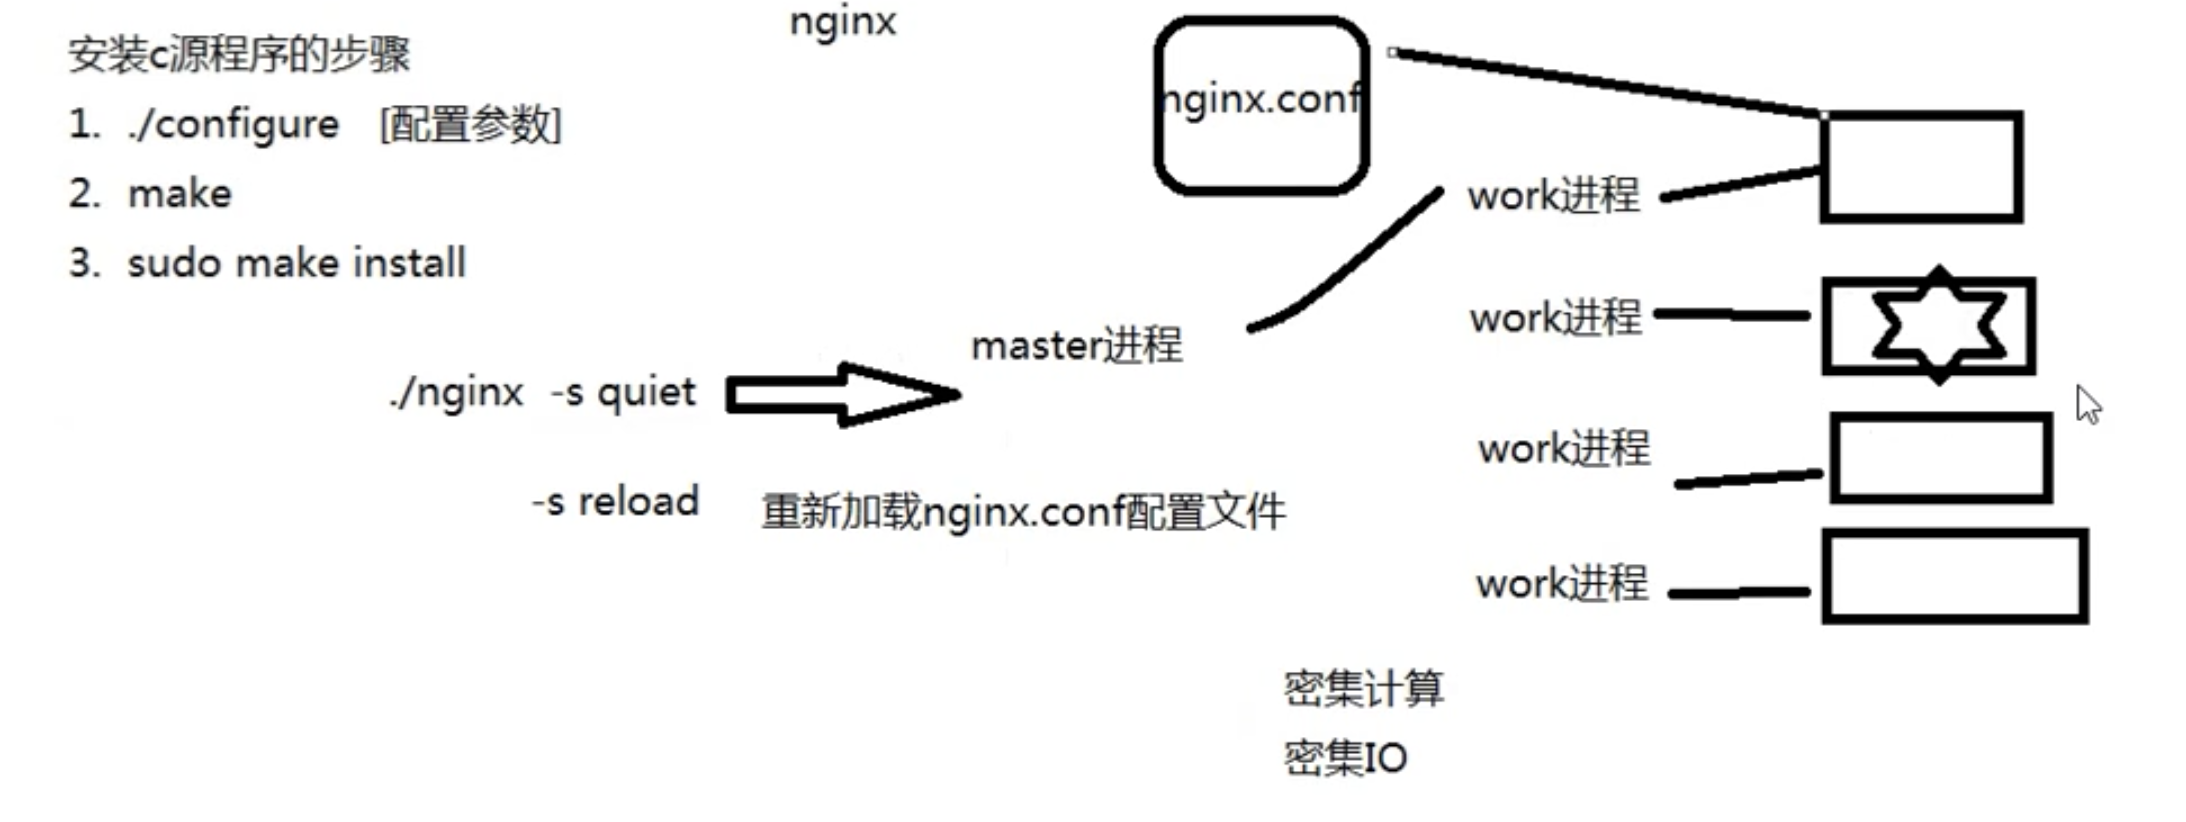 nginx
安装c源程序的步骤
1. ./configure [配置参数]
2. make
3. sudo make install
nginx.conf
work进程
work进程
master进程
./nginx -s quiet
work进程
-s reload 重新加载nginx.conf配置文件
work进程
密集计算
密集IO